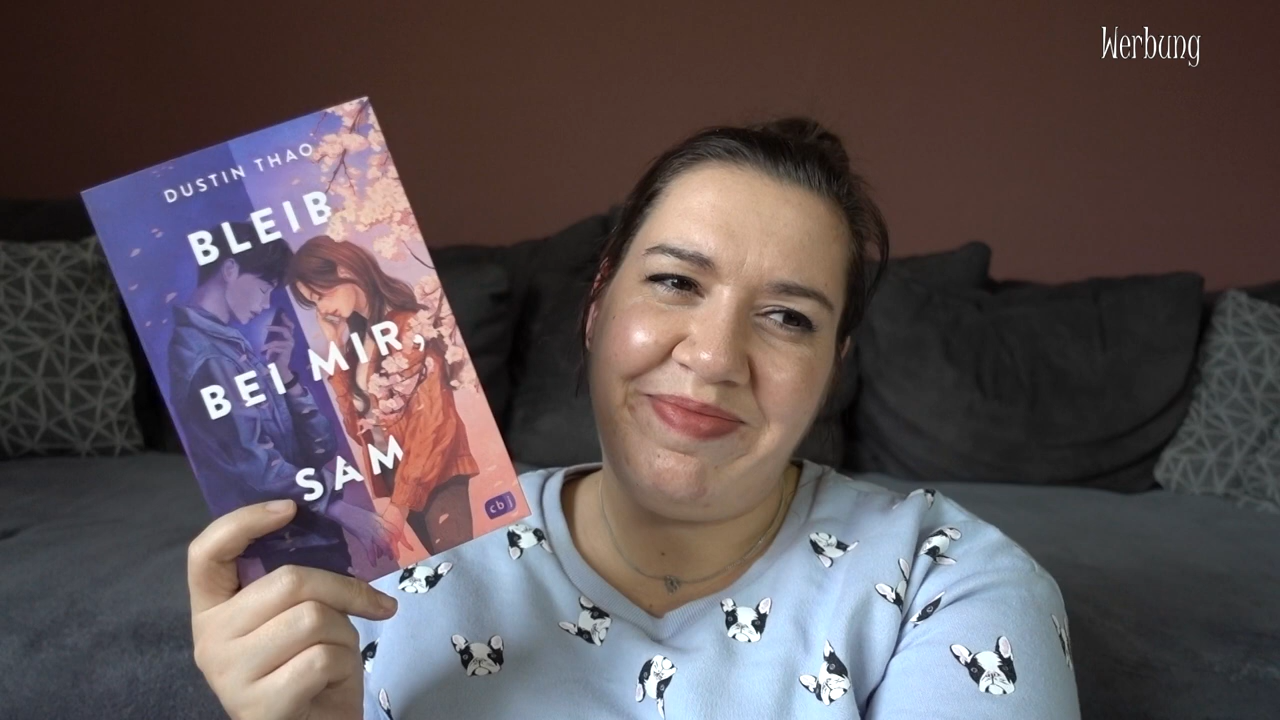 Werbung
DUSTIN THAO
BLEIB
BEI MIR,
SAM
cbj